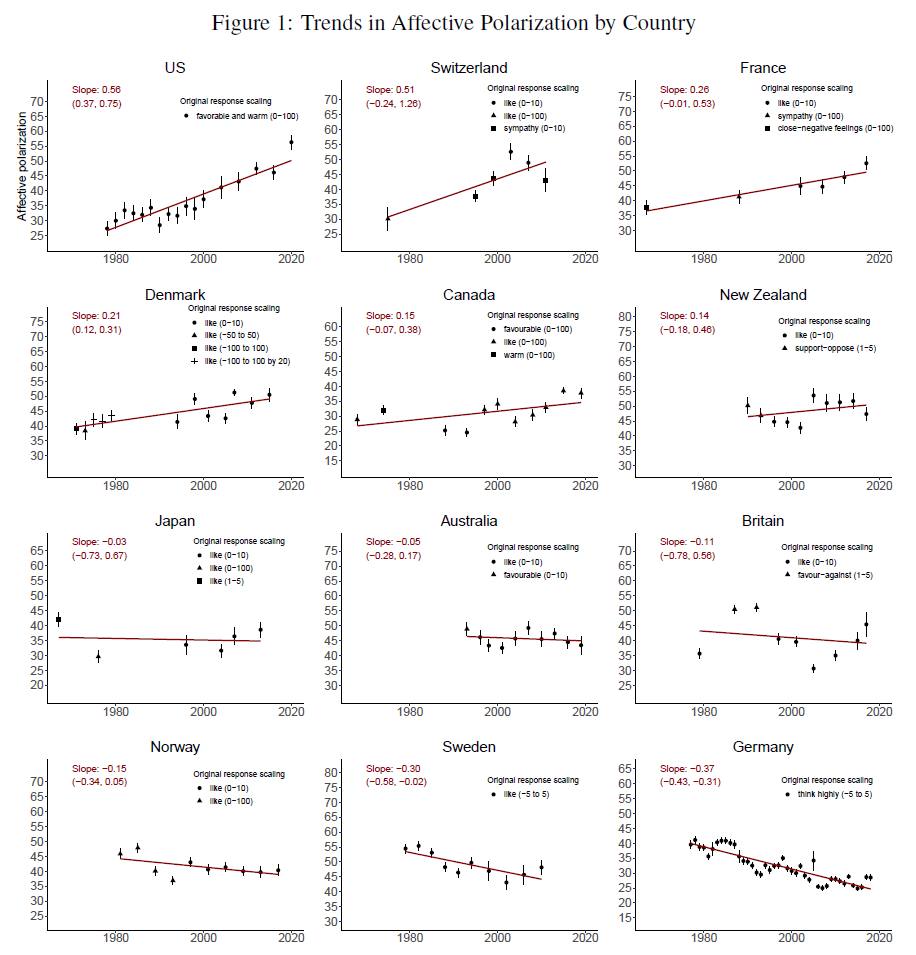 Figure 1: Trends in Affective Polarization by Country
Affective polarization
US
Slope: 0.56
(0.37, 0.75)
Original response scaling
favorable and warm (0−100)
70
65
60
55
50
45
40
35
30
25
1980
2000
2020
Switzerland
Slope: 0.51
(−0.24, 1.26)
Original response scaling
like (0−10)
like (0−100)
sympathy (0−10)
70
65
60
55
50
45
40
35
30
25
1980
2000
2020
France
Slope: 0.26
(−0.01, 0.53)
Original response scaling
like (0−10)
sympathy (0−100)
close−negative feelings (0−100)
75
70
65
60
55
50
45
40
35
30
1980
2000
2020
Denmark
Slope: 0.21
(0.12, 0.31)
Original response scaling
like (0−10)
like (−50 to 50)
like (−100 to 100)
like (−100 to 100 by 20)
75
70
65
60
55
50
45
40
35
30
1980
2000
2020
Canada
Slope: 0.15
(−0.07, 0.38)
Original response scaling
favourable (0−100)
like (0−100)
warm (0−100)
60
55
50
45
40
35
30
25
20
15
1980
2000
2020
New Zealand
Slope: 0.14
(−0.18, 0.46)
Original response scaling
like (0−10)
support−oppose (1−5)
80
75
70
65
60
55
50
45
40
35
30
1980
2000
2020
Japan
Slope: −0.03
(−0.73, 0.67)
Original response scaling
like (0−10)
like (0−100)
like (1−5)
65
60
55
50
45
40
35
30
25
20
1980
2000
2020
Australia
Slope: −0.05
(−0.28, 0.17)
Original response scaling
like (0−10)
favourable (0−10)
75
70
65
60
55
50
45
40
35
30
1980
2000
2020
Britain
Slope: −0.11
(−0.78, 0.56)
Original response scaling
like (0−10)
favour−against (1−5)
70
65
60
55
50
45
40
35
30
25
1980
2000
2020
Norway
Slope: −0.15
(−0.34, 0.05)
Original response scaling
like (0−10)
like (0−100)
70
65
60
55
50
45
40
35
30
25
1980
2000
2020
Sweden
Slope: −0.30
(−0.58, −0.02)
Original response scaling
like (−5 to 5)
80
75
70
65
60
55
50
45
40
35
30
1980
2000
2020
Germany
Slope: −0.37
(−0.43, −0.31)
Original response scaling
think highly (−5 to 5)
65
60
55
50
45
40
35
30
25
20
15
1980
2000
2020